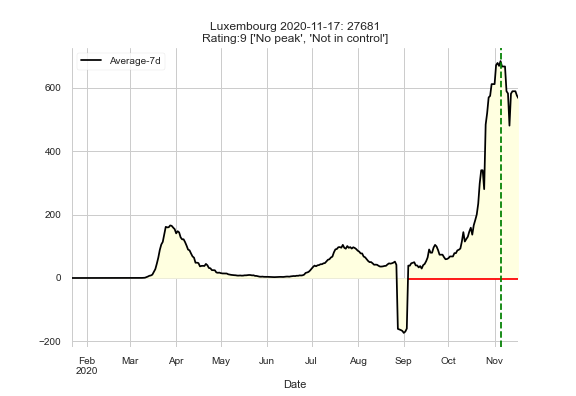 Luxembourg 2020-11-17: 27681
Rating:9 ['No peak', 'Not in control']
Average-7d
600
400
200
0
−200
Feb Mar Apr May Jun Jul Aug Sep Oct Nov
2020
Date